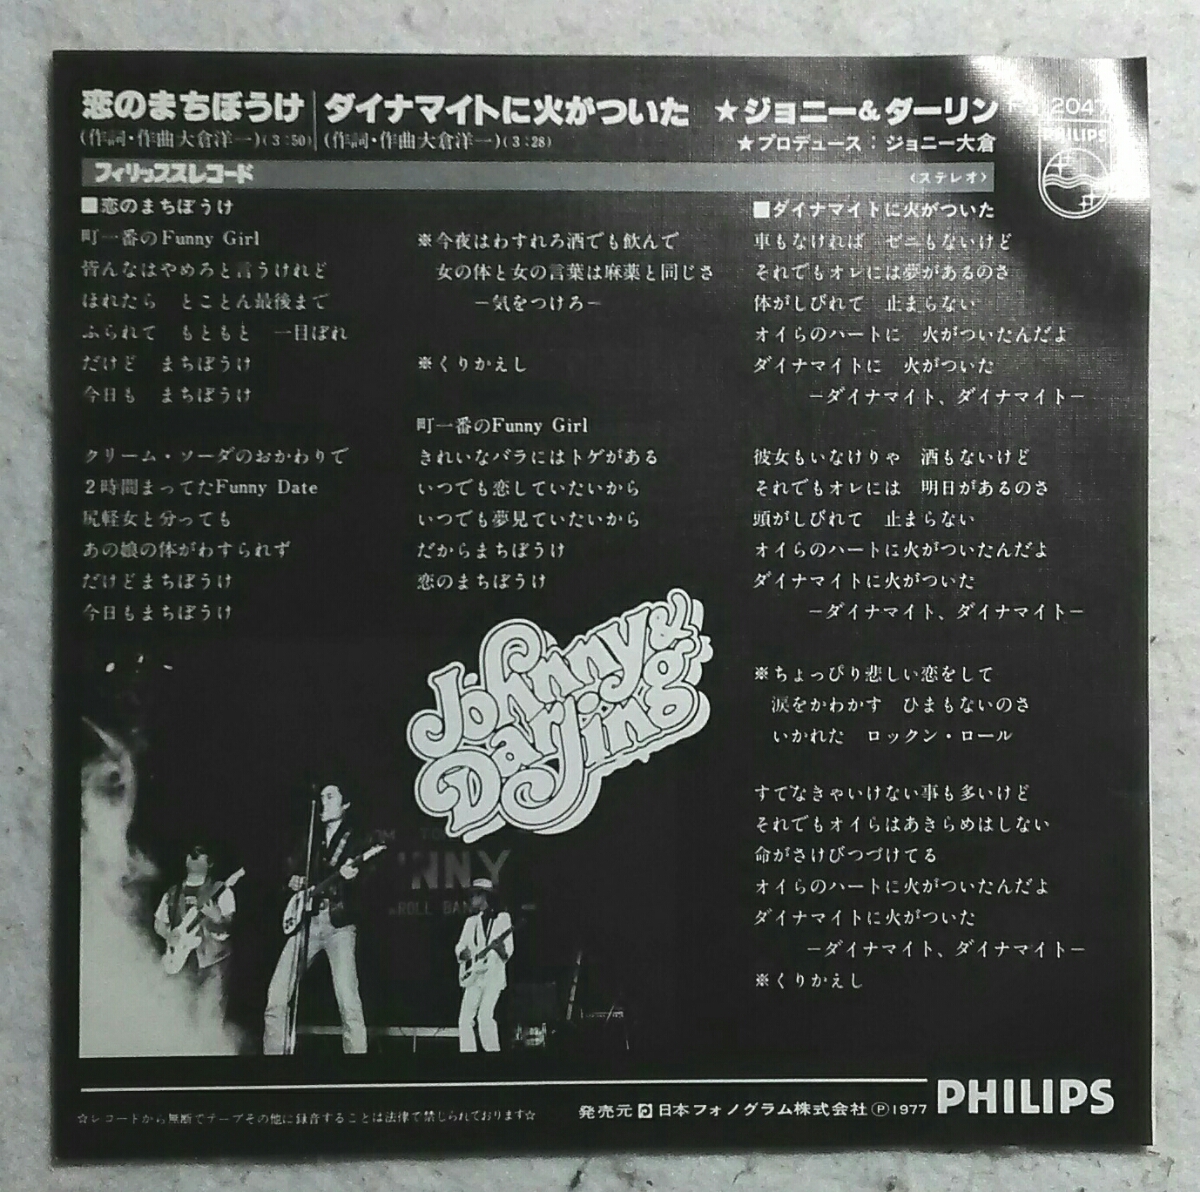 恋のまちぼうけ|ダイナマイトに火がついた ★ジョニー&ダーリン
(作詞・作曲 大倉洋一)(3:50) (作詞・作曲 大倉洋一)(3:28) ★プロデュース:ジョニー大倉
2047
PHILIPS
フィリップスレコード 〈ステレオ〉
■恋のまちぼうけ
町一番のFunny Girl
皆んなはやめろと言うけれど
ほれたら とことん最後まで
ふられて もともと 一目ぼれ
だけど まちぼうけ
今日も まちぼうけ
クリーム・ソーダのおかわりで
2時間まってたFunny Date
尻軽女と分っても
あの娘の体がわすられず
だけどまちぼうけ
今日もまちぼうけ
※今夜はわすれろ酒でも飲んで
女の体と女の言葉は麻薬と同じさ
－気をつけろ－
※くりかえし
町一番のFunny Girl
きれいなバラにはトゲがある
いつでも恋していたいから
いつでも夢見ていたいから
だからまちぼうけ
恋のまちぼうけ
■ダイナマイトに火がついた
車もなければ ゼニもないけど
それでもオレには夢があるのさ
体がしびれて 止まらない
オイらのハートに 火がついたんだよ
ダイナマイトに 火がついた
－ダイナマイト、ダイナマイト－
彼女もいなけりゃ 酒もないけど
それでもオレには 明日があるのさ
頭がしびれて 止まらない
オイらのハートに火がついたんだよ
ダイナマイトに火がついた
－ダイナマイト、ダイナマイト－
※ちょっぴり悲しい恋をして
涙をかわかす ひまもないのさ
いかれた ロックン・ロール
すてなきゃいけない事も多いけど
それでもオイらはあきらめはしない
命がさけびつづけてる
オイらのハートに火がついたんだよ
ダイナマイトに火がついた
－ダイナマイト、ダイナマイト－
※くりかえし
Johnny &
Darling
NNY
ROLL BAN
PHILIPS
☆レコードから無断でテープその他に録音することは法律で禁じられております☆
発売元 日本フォノグラム株式会社 Ⓟ1977